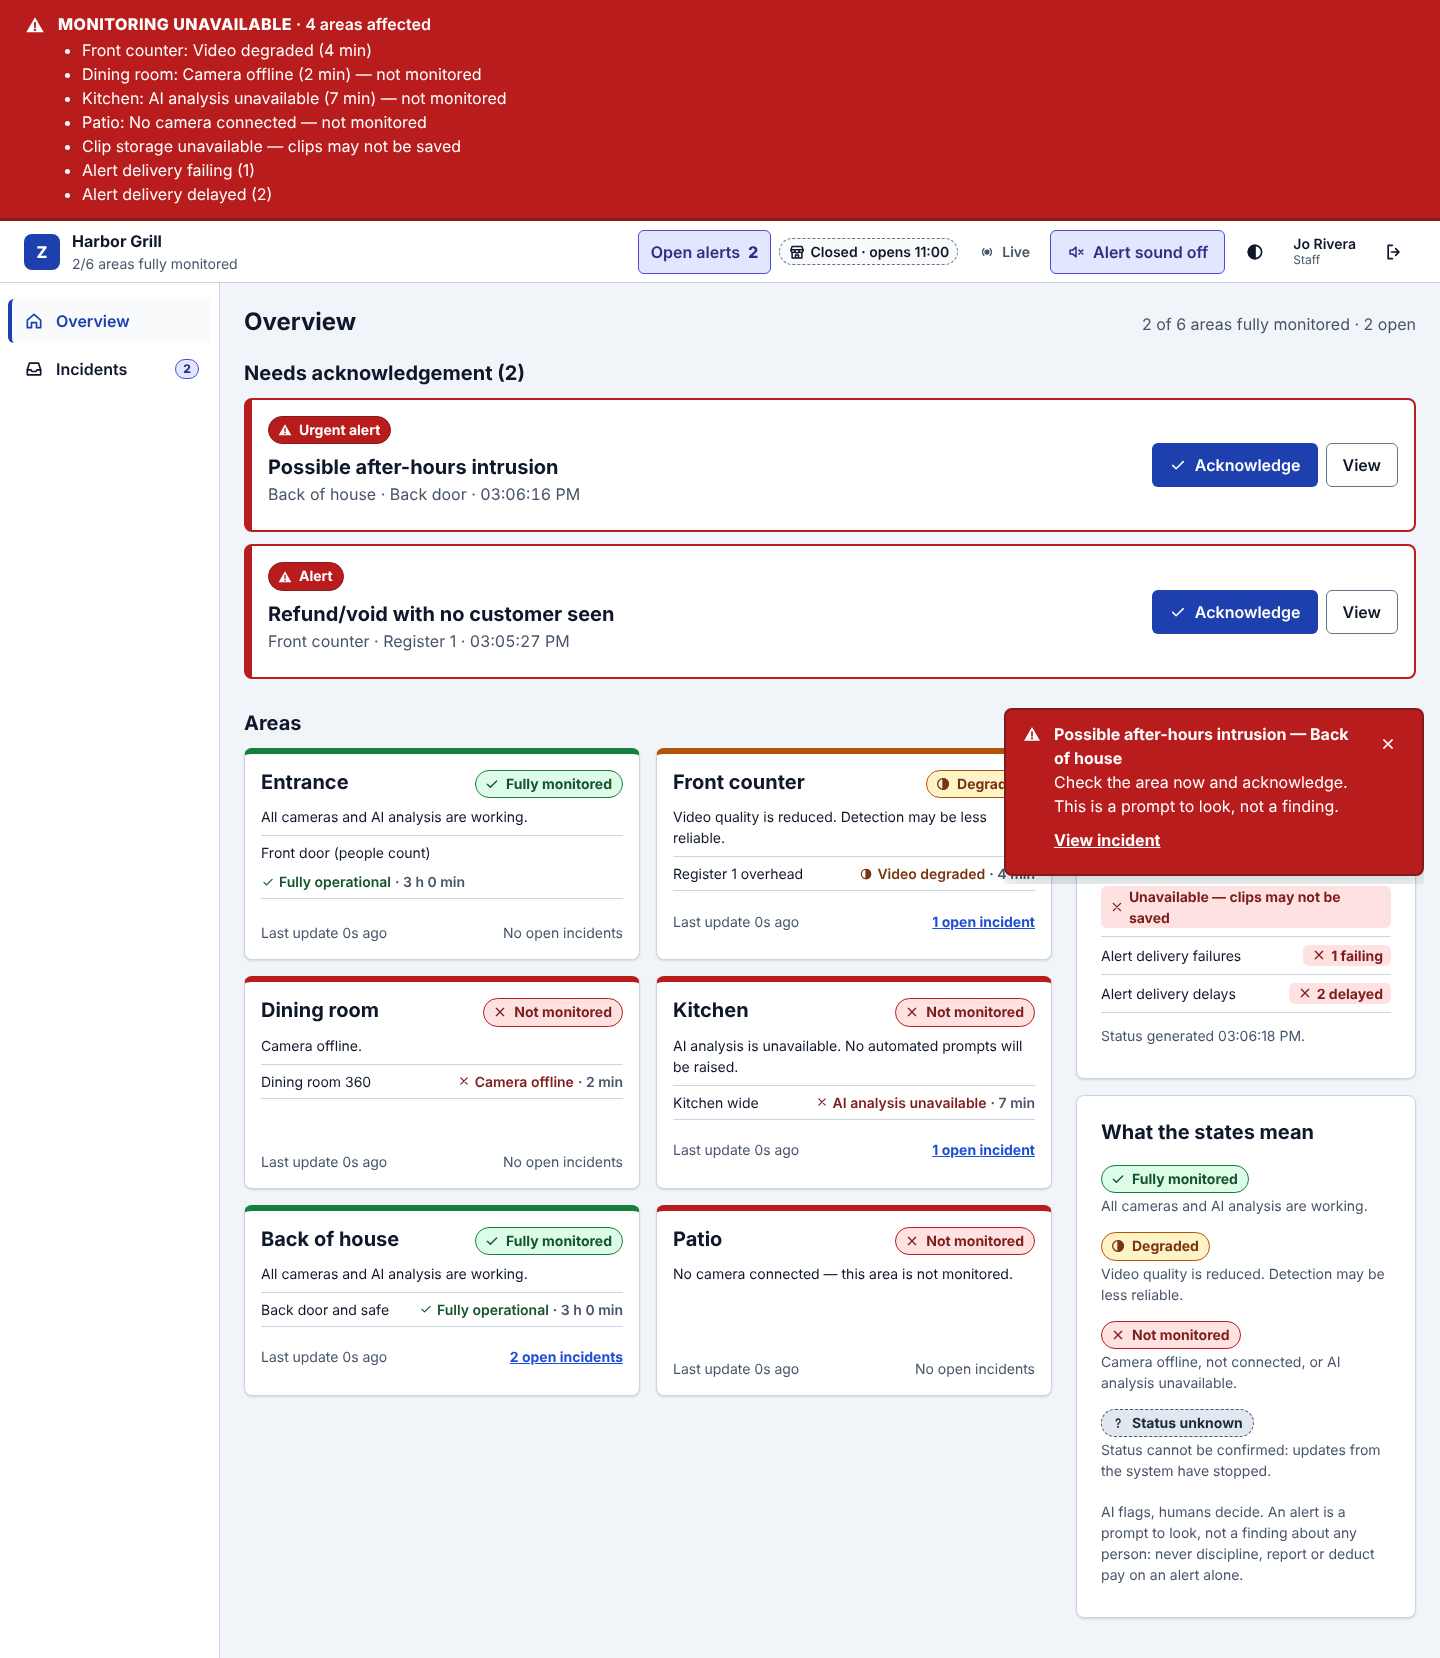 MONITORING UNAVAILABLE · 4 areas affected
• Front counter: Video degraded (4 min)
• Dining room: Camera offline (2 min) — not monitored
• Kitchen: AI analysis unavailable (7 min) — not monitored
• Patio: No camera connected — not monitored
• Clip storage unavailable — clips may not be saved
• Alert delivery failing (1)
• Alert delivery delayed (2)
Z
Harbor Grill
2/6 areas fully monitored
Open alerts 2
Closed · opens 11:00
Live
Alert sound off
Jo Rivera
Staff
Overview
Incidents 2
Overview
2 of 6 areas fully monitored · 2 open
Needs acknowledgement (2)
Urgent alert
Possible after-hours intrusion
Back of house · Back door · 03:06:16 PM
Acknowledge
View
Alert
Refund/void with no customer seen
Front counter · Register 1 · 03:05:27 PM
Acknowledge
View
Areas
Entrance
Fully monitored
All cameras and AI analysis are working.
Front door (people count)
Fully operational · 3 h 0 min
Last update 0s ago
No open incidents
Front counter
Video quality is reduced. Detection may be less
reliable.
Register 1 overhead
Video degraded ·
Last update 0s ago
1 open incident
Possible after-hours intrusion — Back
of house
Check the area now and acknowledge.
This is a prompt to look, not a finding.
View incident
Unavailable — clips may not be
saved
Alert delivery failures
1 failing
Alert delivery delays
2 delayed
Status generated 03:06:18 PM.
Dining room
Not monitored
Camera offline.
Dining room 360
Camera offline · 2 min
Last update 0s ago
No open incidents
Kitchen
Not monitored
AI analysis is unavailable. No automated prompts will
be raised.
Kitchen wide
AI analysis unavailable · 7 min
Last update 0s ago
1 open incident
Back of house
Fully monitored
All cameras and AI analysis are working.
Back door and safe
Fully operational · 3 h 0 min
Last update 0s ago
2 open incidents
Patio
Not monitored
No camera connected — this area is not monitored.
Last update 0s ago
No open incidents
What the states mean
Fully monitored
All cameras and AI analysis are working.
Degraded
Video quality is reduced. Detection may be
less reliable.
Not monitored
Camera offline, not connected, or AI
analysis unavailable.
? Status unknown
Status cannot be confirmed: updates from
the system have stopped.
AI flags, humans decide. An alert is a
prompt to look, not a finding about any
person: never discipline, report or deduct
pay on an alert alone.